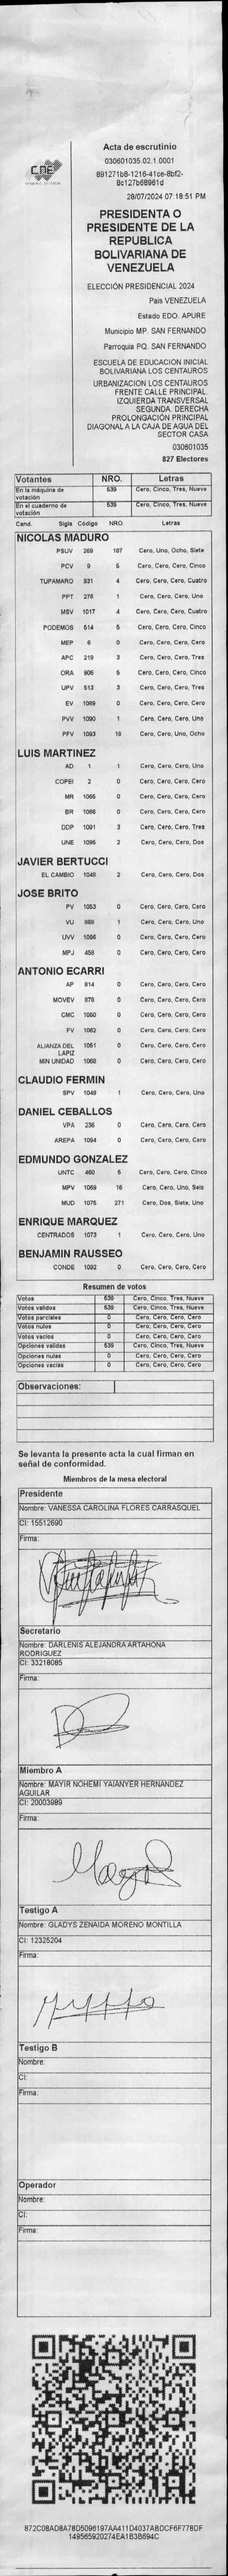 CNE
Acta de escrutinio
030601035.02.1.0001
891271b8-1216-41ce-8bf2-
8c127b68961d
28/07/2024 07:18:51 PM
PRESIDENTA O
PRESIDENTE DE LA
REPUBLICA
BOLIVARIANA DE
VENEZUELA
ELECCIÓN PRESIDENCIAL 2024
Pais VENEZUELA
Estado EDO. APURE
Municipio MP. SAN FERNANDO
Parroquia PQ. SAN FERNANDO
ESCUELA DE EDUCACION INICIAL
BOLIVARIANA LOS CENTAUROS
URBANIZACION LOS CENTAUROS
FRENTE CALLE PRINCIPAL.
IZQUIERDA TRANSVERSAL
SEGUNDA. DERECHA
PROLONGACIÓN PRINCIPAL
DIAGONAL A LA CAJA DE AGUA DEL
SECTOR CASA
030601035
827 Electores
Votantes NRO. Letras
En la máquina de votación 539 Cero, Cinco, Tres, Nueve
En el cuaderno de votación 539 Cero, Cinco, Tres, Nueve
Cand. Sigla Código NRO. Letras
NICOLAS MADURO
PSUV 269 187 Cero, Uno, Ocho, Siete
PCV 9 5 Cero, Cero, Cero, Cinco
TUPAMARO 931 4 Cero, Cero, Cero, Cuatro
PPT 276 1 Cero, Cero, Cero, Uno
MSV 1017 4 Cero, Cero, Cero, Cuatro
PODEMOS 514 5 Cero, Cero, Cero, Cinco
MEP 6 0 Cero, Cero, Cero, Cero
APC 219 3 Cero, Cero, Cero, Tres
ORA 906 5 Cero, Cero, Cero, Cinco
UPV 513 3 Cero, Cero, Cero, Tres
EV 1089 0 Cero, Cero, Cero, Cero
PVV 1090 1 Cero, Cero, Cero, Uno
PFV 1093 18 Cero, Cero, Uno, Ocho
LUIS MARTINEZ
AD 1 1 Cero, Cero, Cero, Uno
COPEI 2 0 Cero, Cero, Cero, Cero
MR 1065 0 Cero, Cero, Cero, Cero
BR 1066 0 Cero, Cero, Cero, Cero
DDP 1091 3 Cero, Cero, Cero, Tres
UNE 1095 2 Cero, Cero, Cero, Dos
JAVIER BERTUCCI
EL CAMBIO 1048 2 Cero, Cero, Cero, Dos
JOSE BRITO
PV 1053 0 Cero, Cero, Cero, Cero
VU 868 1 Cero, Cero, Cero, Uno
UVV 1096 0 Cero, Cero, Cero, Cero
MPJ 458 0 Cero, Cero, Cero, Cero
ANTONIO ECARRI
AP 814 0 Cero, Cero, Cero, Cero
MOVEV 878 0 Cero, Cero, Cero, Cero
CMC 1050 0 Cero, Cero, Cero, Cero
FV 1062 0 Cero, Cero, Cero, Cero
ALIANZA DEL LAPIZ 1051 0 Cero, Cero, Cero, Cero
MIN UNIDAD 1068 0 Cero, Cero, Cero, Cero
CLAUDIO FERMIN
SPV 1049 1 Cero, Cero, Cero, Uno
DANIEL CEBALLOS
VPA 236 0 Cero, Cero, Cero, Cero
AREPA 1094 0 Cero, Cero, Cero, Cero
EDMUNDO GONZALEZ
UNTC 460 5 Cero, Cero, Cero, Cinco
MPV 1069 16 Cero, Cero, Uno, Seis
MUD 1075 271 Cero, Dos, Siete, Uno
ENRIQUE MARQUEZ
CENTRADOS 1073 1 Cero, Cero, Cero, Uno
BENJAMIN RAUSSEO
CONDE 1092 0 Cero, Cero, Cero, Cero
Resumen de votos
Votos 539 Cero, Cinco, Tres, Nueve
Votos validos 539 Cero, Cinco, Tres, Nueve
Votos parciales 0 Cero, Cero, Cero, Cero
Votos nulos 0 Cero, Cero, Cero, Cero
Votos vacios 0 Cero, Cero, Cero, Cero
Opciones validas 539 Cero, Cinco, Tres, Nueve
Opciones nulas 0 Cero, Cero, Cero, Cero
Opciones vacias 0 Cero, Cero, Cero, Cero
Observaciones:
Se levanta la presente acta la cual firman en
señal de conformidad.
Miembros de la mesa electoral
Presidente
Nombre: VANESSA CAROLINA FLORES CARRASQUEL
CI: 15512690
Firma:
Secretario
Nombre: DARLENIS ALEJANDRA ARTAHONA
RODRIGUEZ
CI: 33218085
Firma:
Miembro A
Nombre: MAYIR NOHEMI YAIANYER HERNANDEZ
AGUILAR
CI: 20003989
Firma:
Testigo A
Nombre: GLADYS ZENAIDA MORENO MONTILLA
CI: 12325204
Firma:
Testigo B
Nombre:
CI:
Firma:
Operador
Nombre:
CI:
Firma:
872C08ADBA78D5096197AA411D4037ABDCF6F778DF
149565920274EA1B3B694C